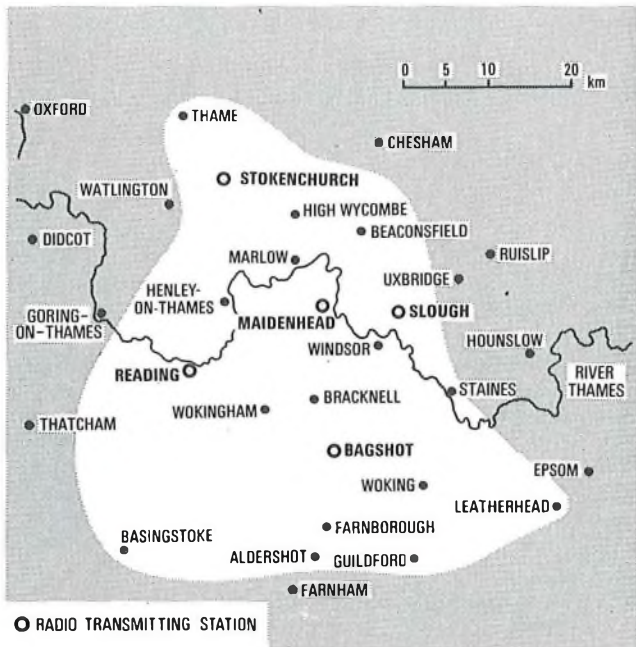 0 5 10 20
km
OXFORD
THAME
CHESHAM
STOKENCHURCH
WATLINGTON
HIGH WYCOMBE
BEACONSFIELD
DIDCOT
MARLOW
RUISLIP
UXBRIDGE
HENLEY-
ON-THAMES
GORING-
ON-THAMES
MAIDENHEAD
SLOUGH
WINDSOR
HOUNSLOW
READING
RIVER
THAMES
STAINES
BRACKNELL
WOKINGHAM
THATCHAM
BAGSHOT
EPSOM
WOKING
LEATHERHEAD
FARNBOROUGH
BASINGSTOKE
ALDERSHOT
GUILDFORD
FARNHAM
RADIO TRANSMITTING STATION